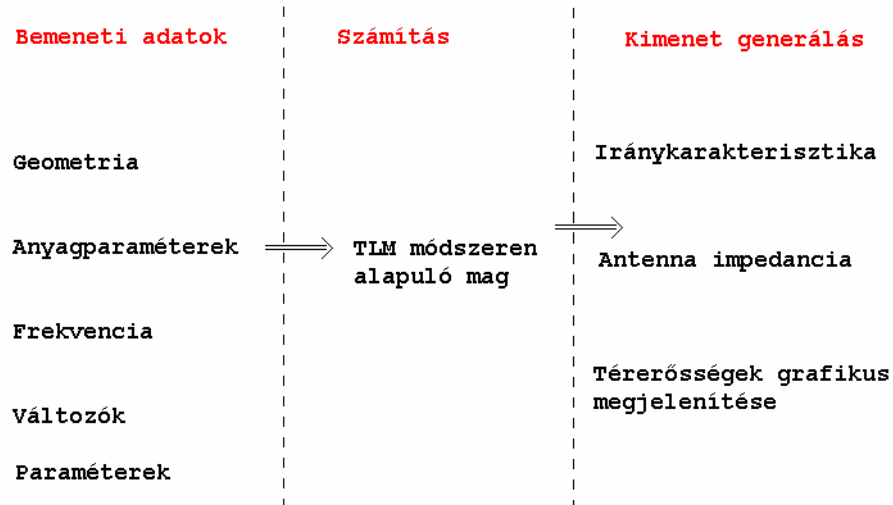 Bemeneti adatok
Geometria
Anyagparaméterek
Frekvencia
Változók
Paraméterek
Számítás
TLM módszeren
alapuló mag
Kimenet generálás
Iránykarakterisztika
Antenna impedancia
Térerősségek grafikus
megjelenítése